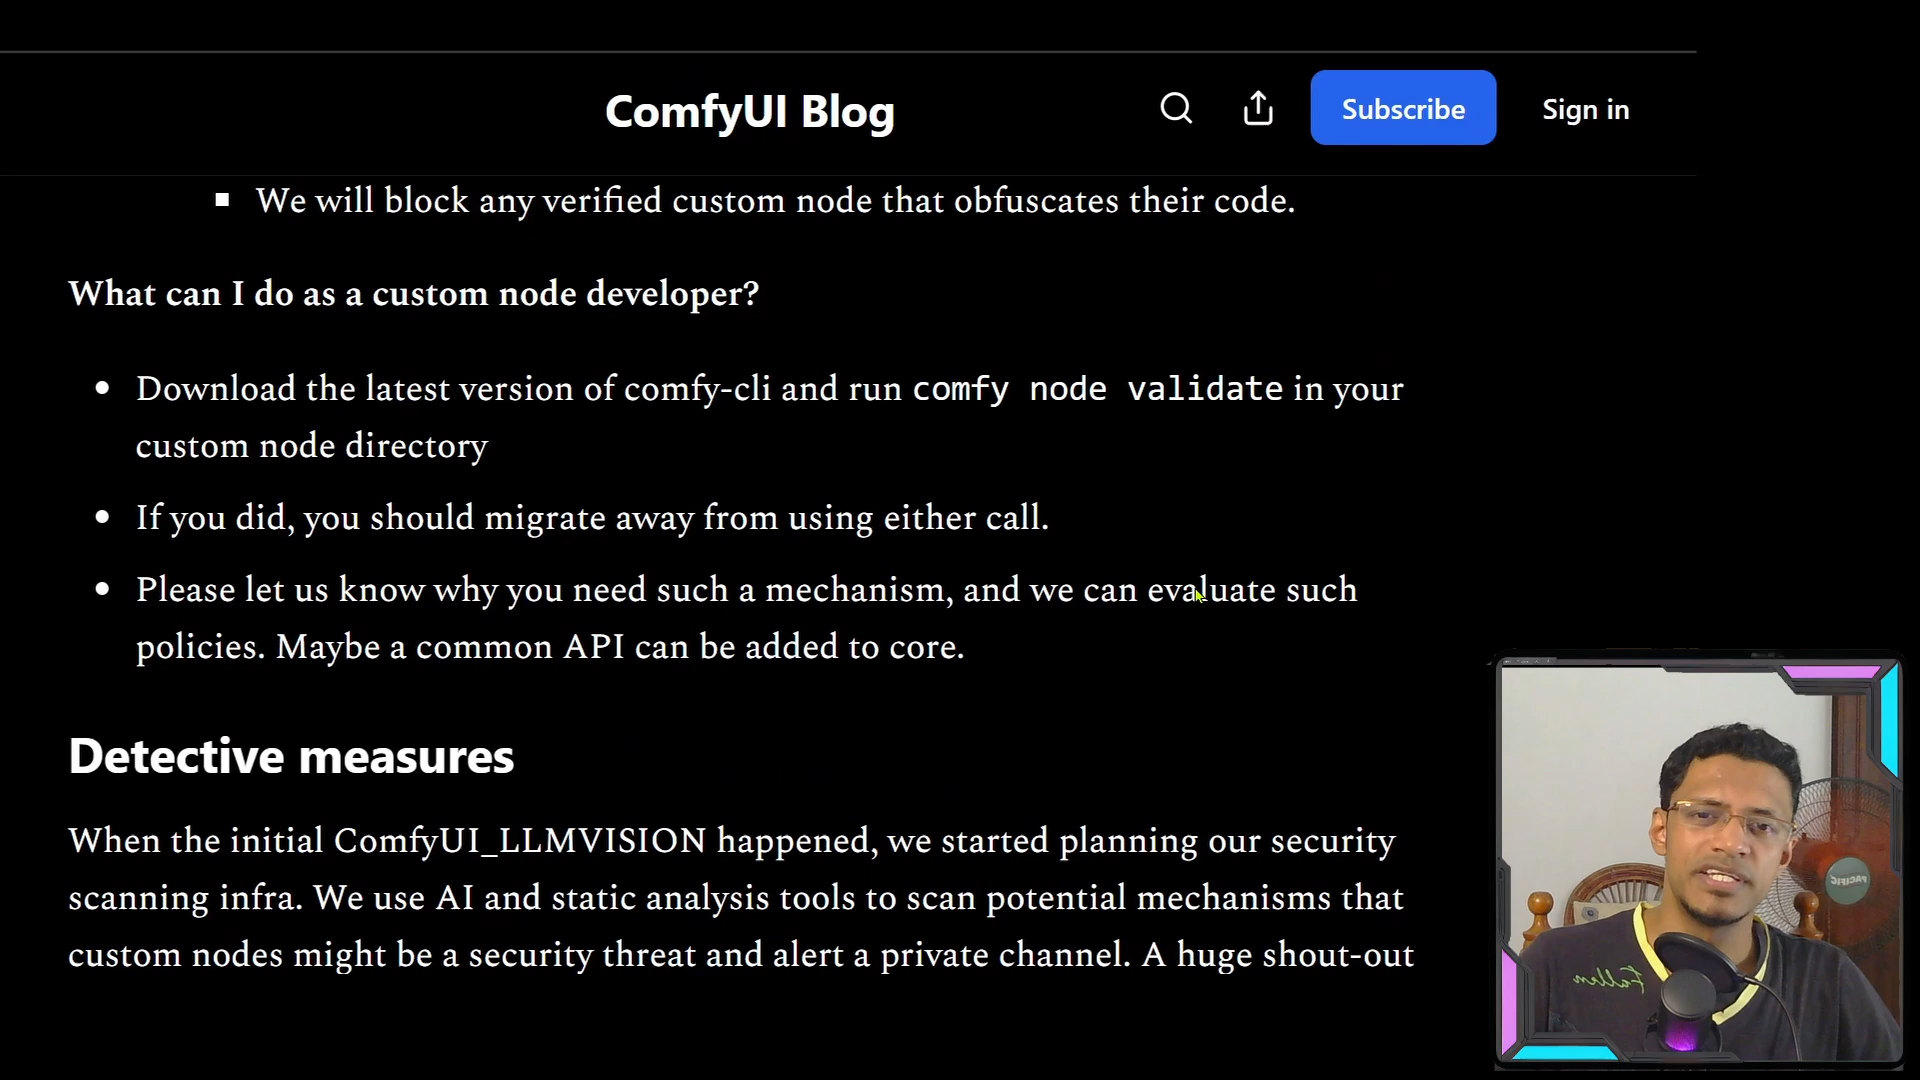 ComfyUI Blog
Subscribe
Sign in
▪ We will block any verified custom node that obfuscates their code.
What can I do as a custom node developer?
• Download the latest version of comfy-cli and run comfy node validate in your
custom node directory
• If you did, you should migrate away from using either call.
• Please let us know why you need such a mechanism, and we can evaluate such
policies. Maybe a common API can be added to core.
Detective measures
When the initial ComfyUI_LLMVISION happened, we started planning our security
scanning infra. We use AI and static analysis tools to scan potential mechanisms that
custom nodes might be a security threat and alert a private channel. A huge shout-out
PACIFIC
Fallen